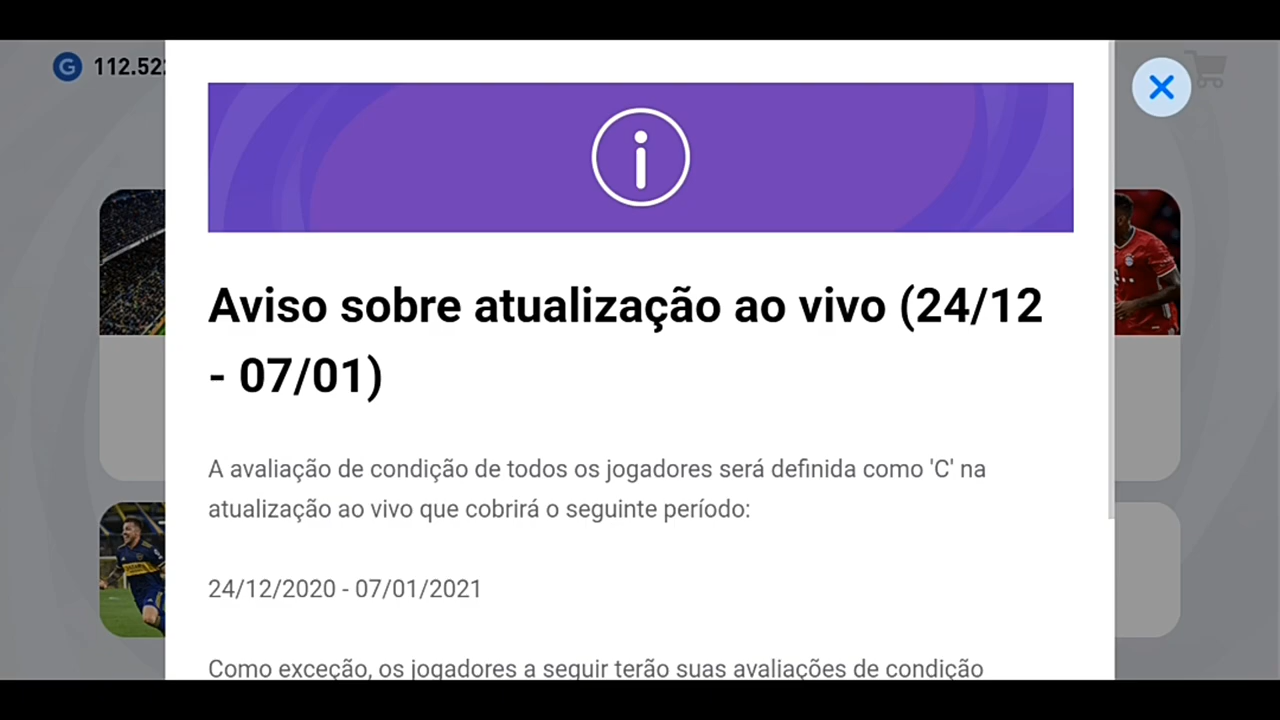 G 112.52
Aviso sobre atualização ao vivo (24/12
- 07/01)
A avaliação de condição de todos os jogadores será definida como 'C' na
atualização ao vivo que cobrirá o seguinte período:
24/12/2020 - 07/01/2021
Como exceção, os jogadores a seguir terão suas avaliações de condição